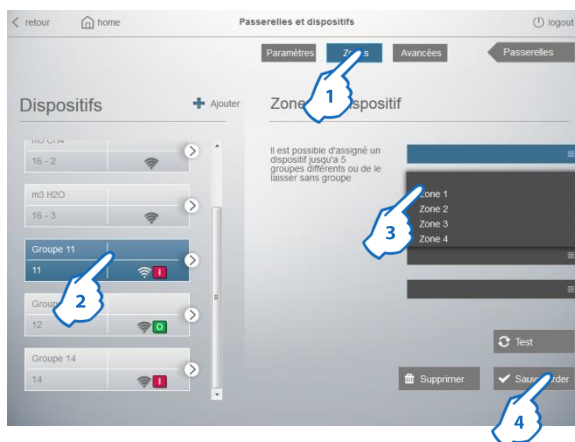 retour
home
Passerelles et dispositifs
logout
Paramètres
Avancèes
Passerelles
1
Dispositifs
Ajouter
16 - 2
m3 H2O
16 - 3
Groupe 11
11 I
2
12 O
Groupe 14
14 I
Il est possible d'assigné un
dispositif jusqu'a 5
groupes différents ou de le
laisser sans groupe
Zone 1
Zone 2
Zone 3
Zone 4
3
Test
Supprimer
4